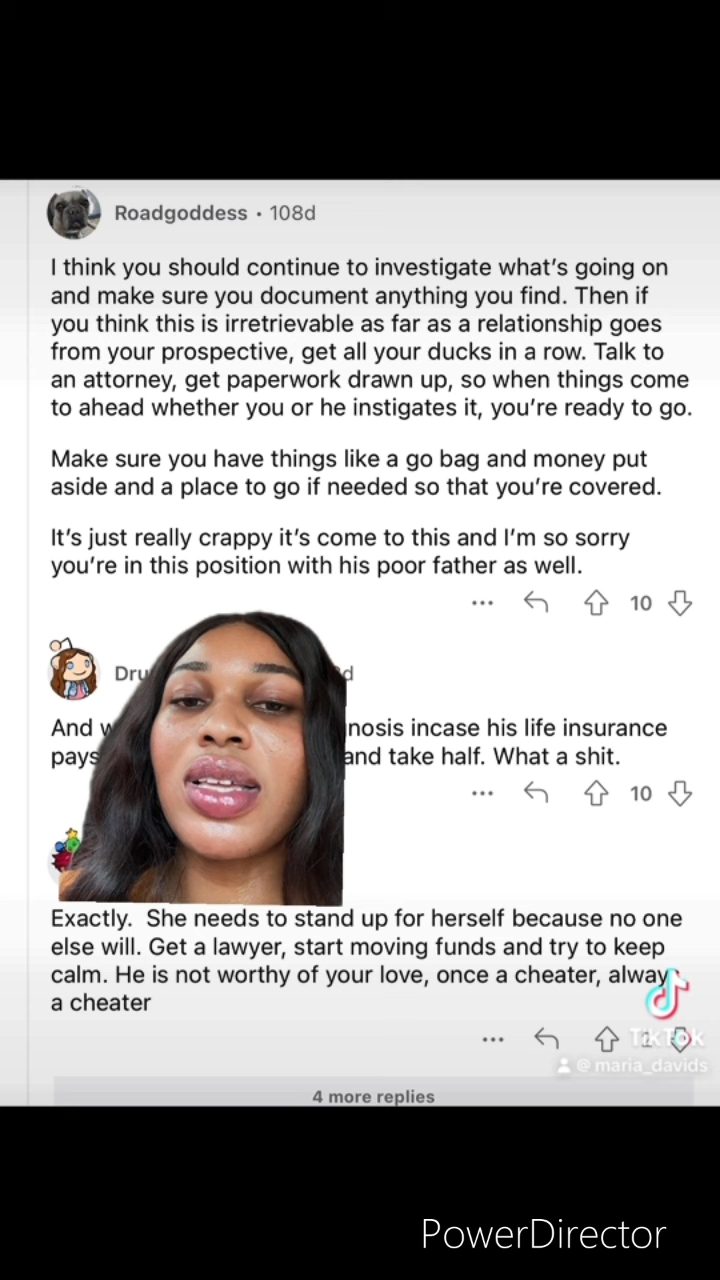 Roadgoddess • 108d
I think you should continue to investigate what's going on
and make sure you document anything you find. Then if
you think this is irretrievable as far as a relationship goes
from your prospective, get all your ducks in a row. Talk to
an attorney, get paperwork drawn up, so when things come
to ahead whether you or he instigates it, you're ready to go.
Make sure you have things like a go bag and money put
aside and a place to go if needed so that you're covered.
It's just really crappy it's come to this and I'm so sorry
you're in this position with his poor father as well.
10
And incase his life insurance
pays and take half. What a shit.
10
Exactly. She needs to stand up for herself because no one
else will. Get a lawyer, start moving funds and try to keep
calm. He is not worthy of your love, once a cheater, alway
a cheater
TikTok
@maria_davids
4 more replies
PowerDirector